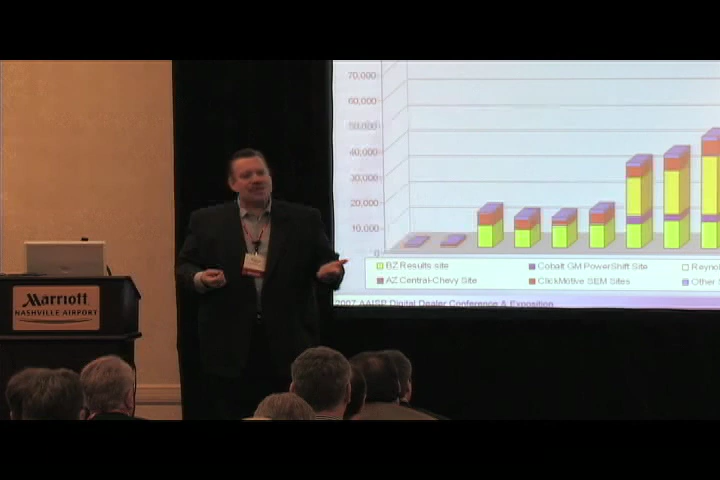 70,000
60,000
50,000
40,000
30,000
20,000
10,000
0
BZ Results site
Cobalt GM PowerShift Site
AZ Central-Chevy Site
ClickMotive SEM Sites
Other
2007 AAISP Digital Dealer Conference & Exposition
Marriott
NASHVILLE AIRPORT